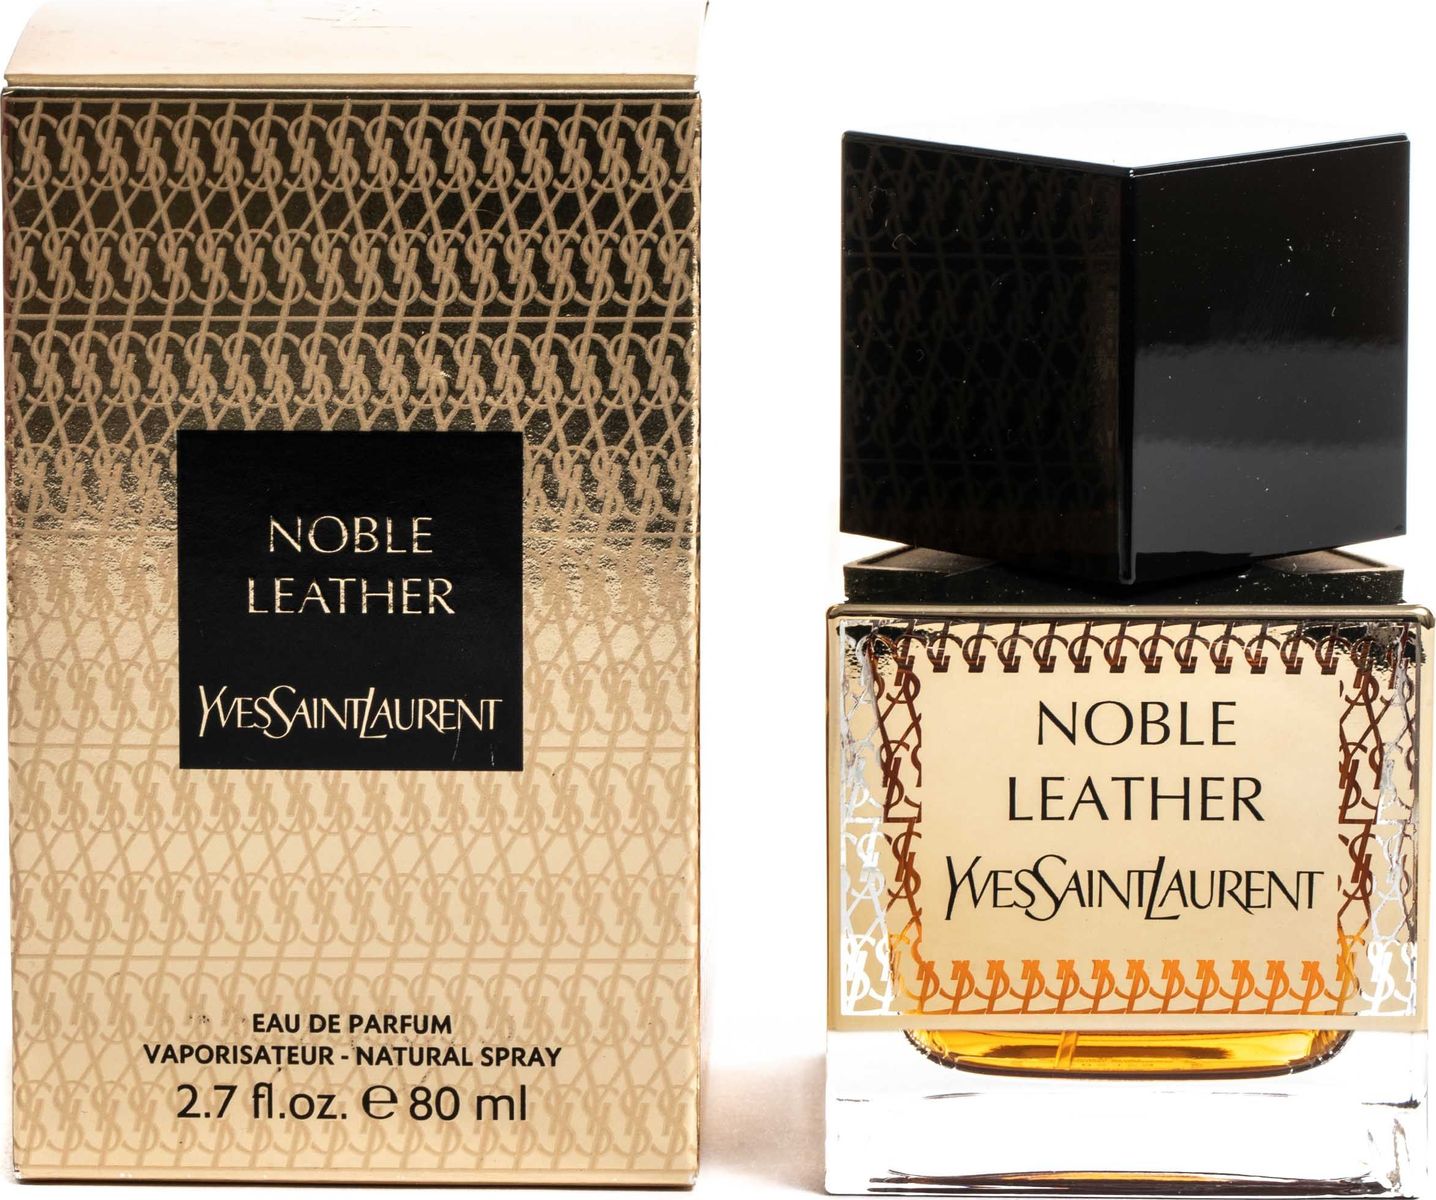 NOBLE
LEATHER
YVESSAINTLAURENT
EAU DE PARFUM
VAPORISATEUR - NATURAL SPRAY
2.7 fl.oz. ℮ 80 ml
NOBLE
LEATHER
YVESSAINTLAURENT